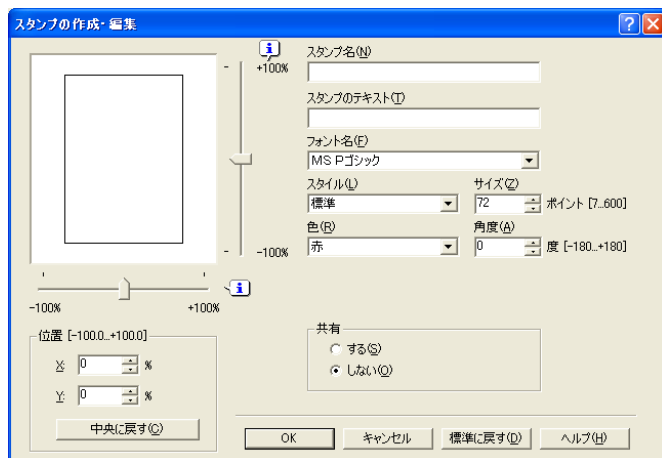 スタンプの作成・編集
+100%
-100%
-100%
+100%
位置 [-100.0...+100.0]
X: 0 %
Y: 0 %
中央に戻す(C)
スタンプ名(N)
スタンプのテキスト(T)
フォント名(F)
MS Pゴシック
スタイル(L) サイズ(Z)
標準 72 ポイント [7...600]
色(R) 角度(A)
赤 0 度 [-180...+180]
共有
する(S)
しない(O)
OK キャンセル 標準に戻す(D) ヘルプ(H)